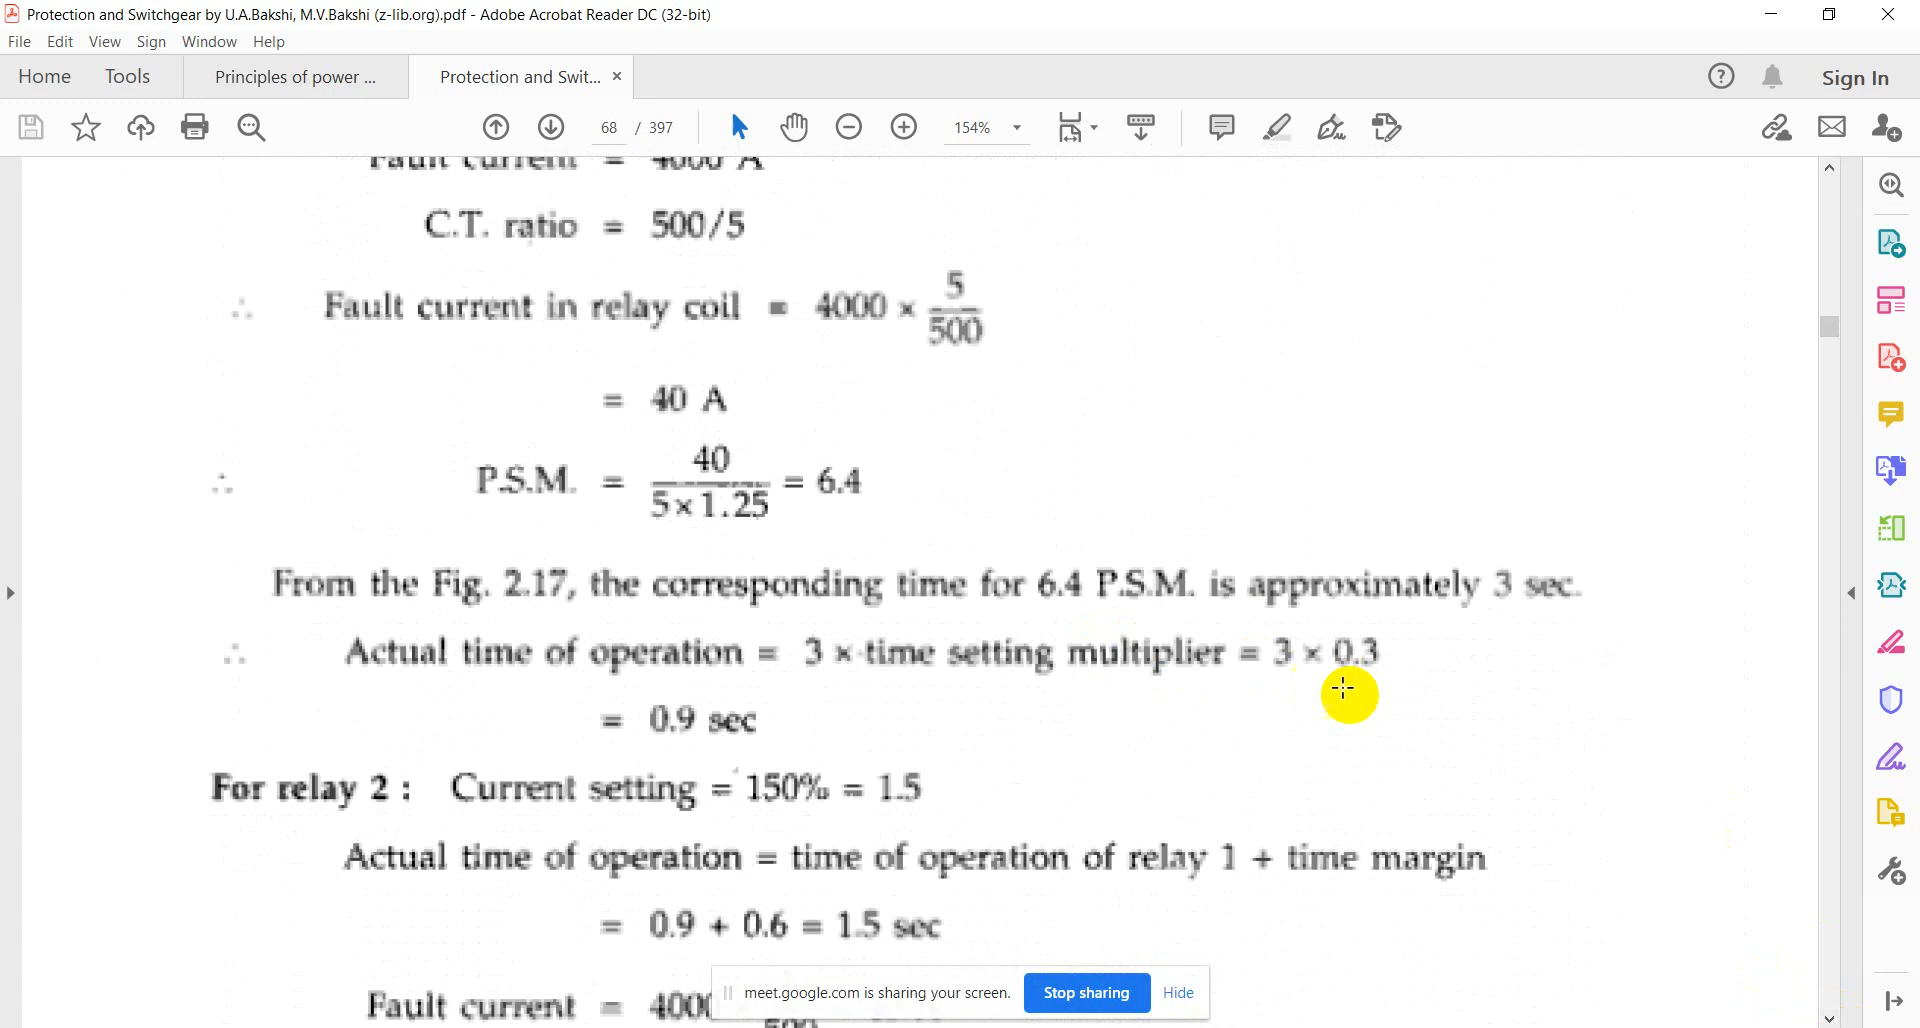 Protection and Switchgear by U.A.Bakshi, M.V.Bakshi (z-lib.org).pdf - Adobe Acrobat Reader DC (32-bit)
File Edit View Sign Window Help
Home Tools Principles of power ... Protection and Swit... × Sign In
68 / 397 154%
Fault current = 4000 A
C.T. ratio = 500/5
∴ Fault current in relay coil = 4000 × 5/500
= 40 A
∴ P.S.M. = 40/(5×1.25) = 6.4
From the Fig. 2.17, the corresponding time for 6.4 P.S.M. is approximately 3 sec.
∴ Actual time of operation = 3 × time setting multiplier = 3 × 0.3
= 0.9 sec
For relay 2 : Current setting = 150% = 1.5
Actual time of operation = time of operation of relay 1 + time margin
= 0.9 + 0.6 = 1.5 sec
Fault current = 400
meet.google.com is sharing your screen. Stop sharing Hide